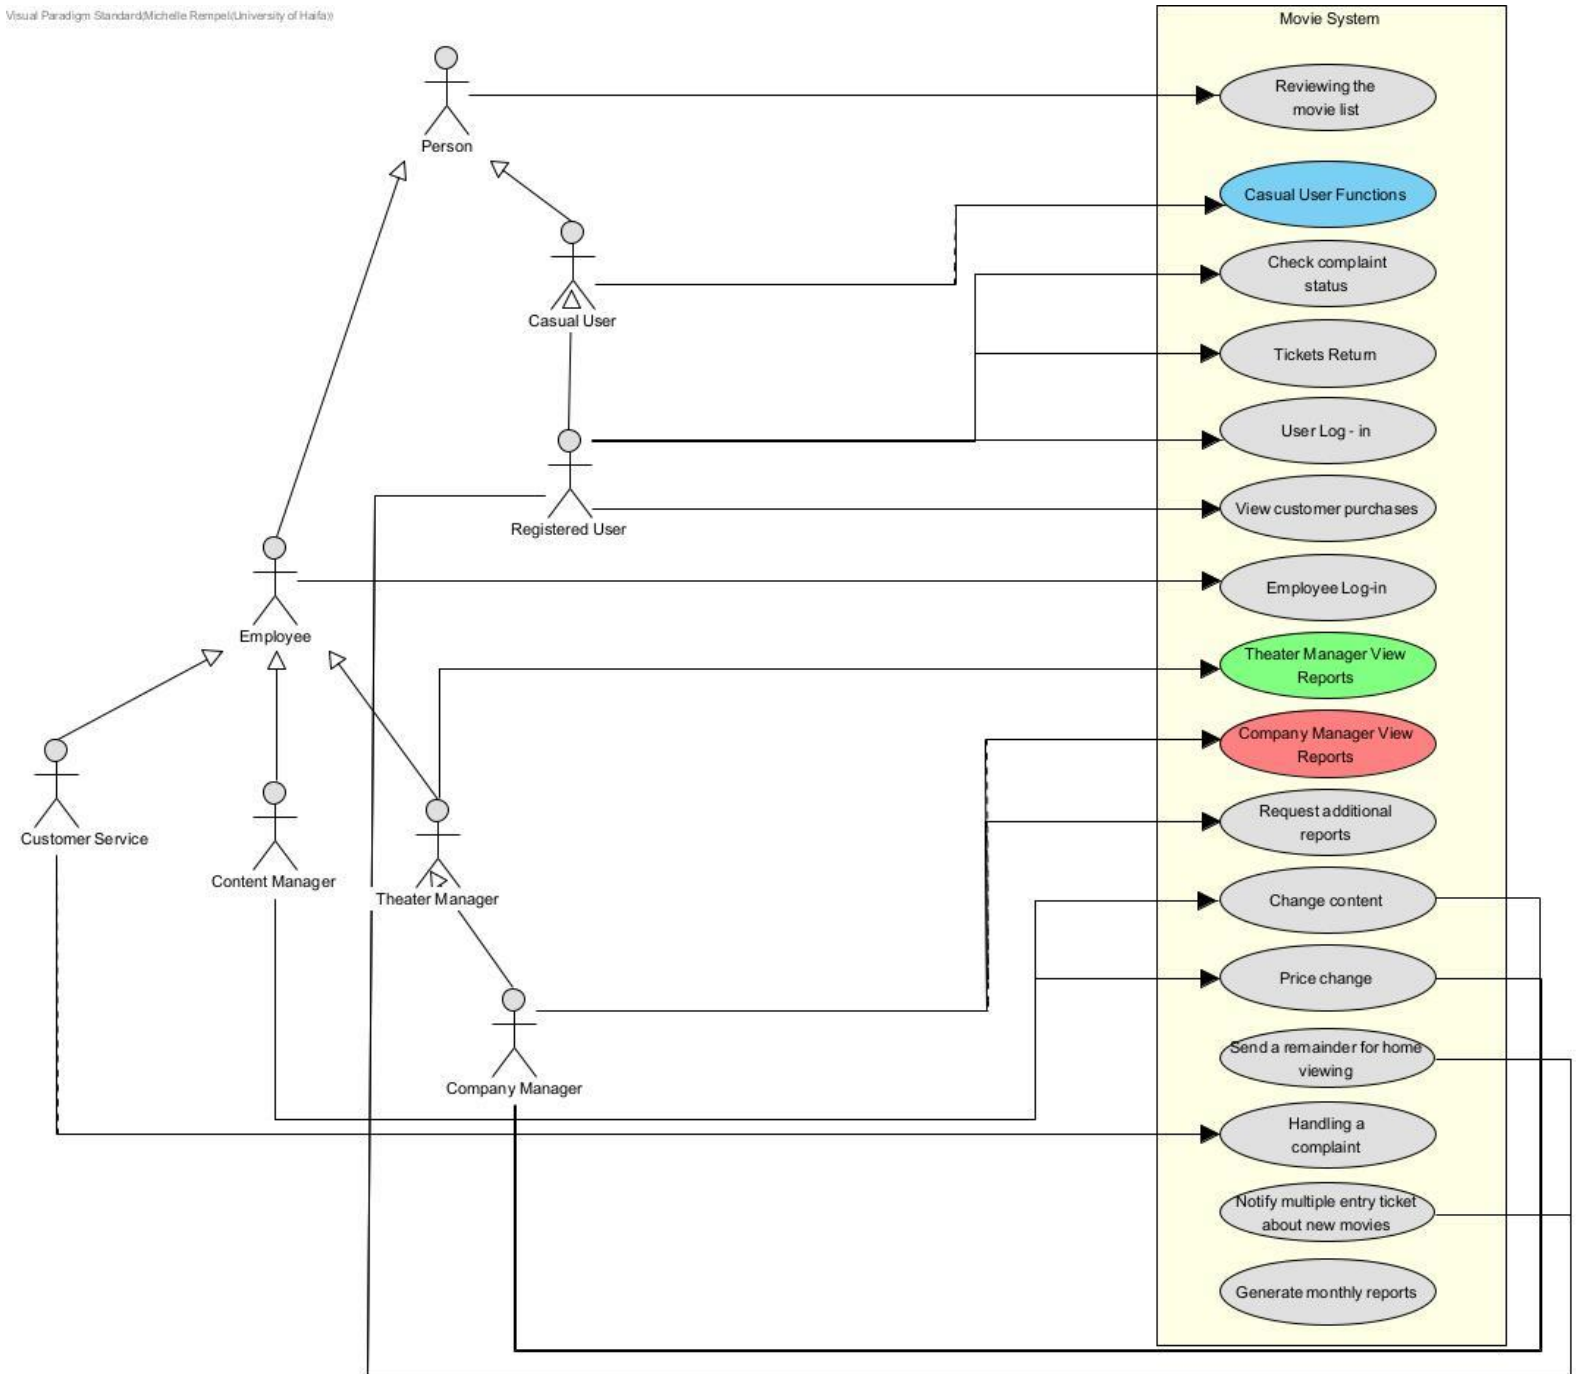 Visual Paradigm Standard(Michelle Rempel(University of Haifa))
Movie System
Reviewing the
movie list
Person
Casual User Functions
Check complaint
status
Casual User
Tickets Return
User Log - in
View customer purchases
Registered User
Employee Log-in
Employee
Theater Manager View
Reports
Company Manager View
Reports
Customer Service
Request additional
reports
Content Manager
Theater Manager
Change content
Price change
Send a remainder for home
viewing
Company Manager
Handling a
complaint
Notify multiple entry ticket
about new movies
Generate monthly reports